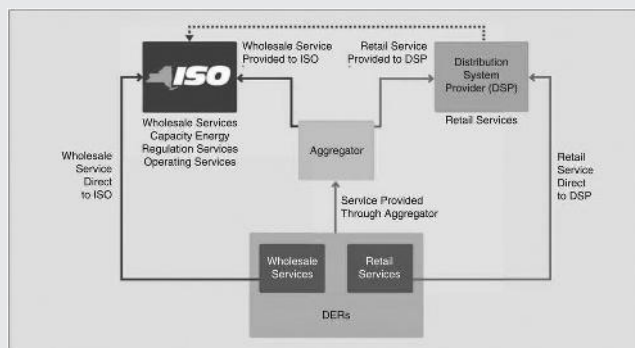 Wholesale Service
Provided to ISO
Retail Service
Provided to DSP
ISO
Distribution
System
Provider (DSP)
Wholesale Services
Capacity Energy
Regulation Services
Operating Services
Retail Services
Aggregator
Wholesale
Service
Direct
to ISO
Retail
Service
Direct
to DSP
Service Provided
Through Aggregator
Wholesale
Services
Retail
Services
DERs